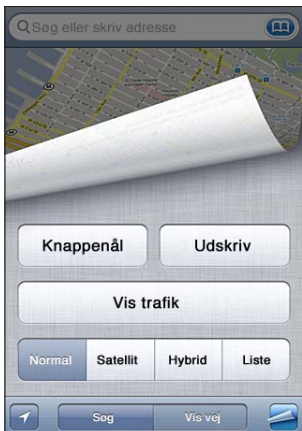 Søg eller skriv adresse
Knappenål Udskriv
Vis trafik
Normal Satellit Hybrid Liste
Søg Vis vej